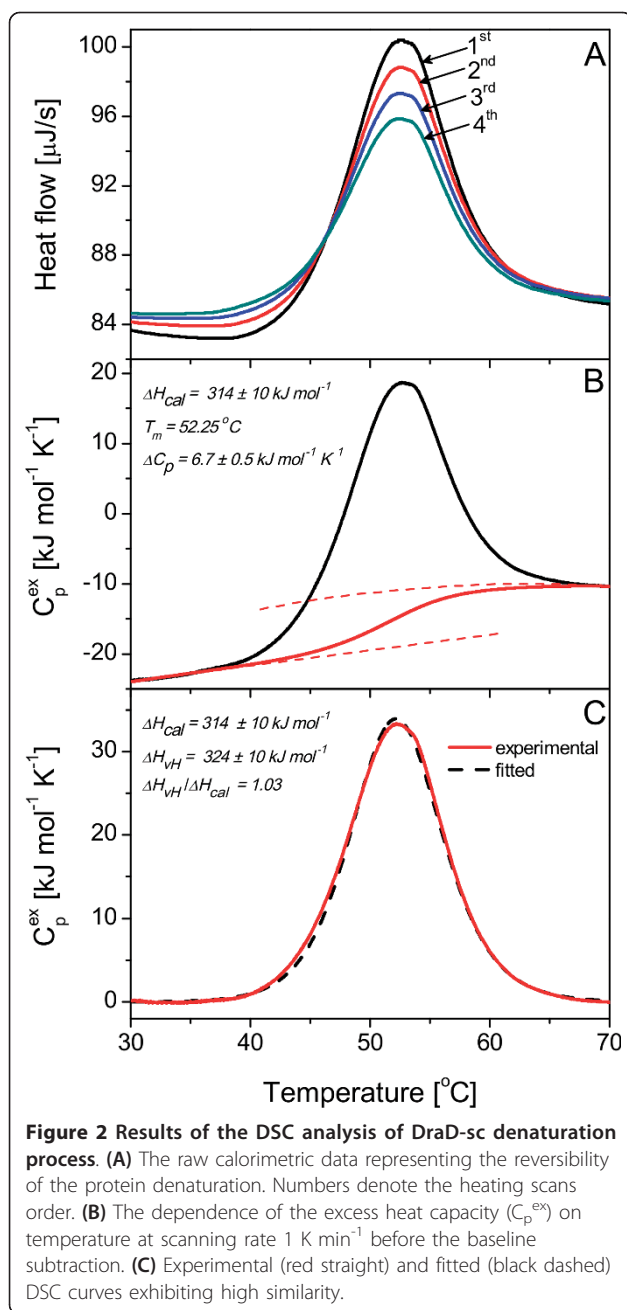 A
1st
2nd
3rd
4th
Heat flow [µJ/s]
100
96
92
88
84
B
ΔHcal = 314 ± 10 kJ mol-1
Tm = 52.25°C
ΔCp = 6.7 ± 0.5 kJ mol-1 K-1
Cpex [kJ mol-1 K-1]
20
10
0
-10
-20
C
ΔHcal = 314 ± 10 kJ mol-1
ΔHvH = 324 ± 10 kJ mol-1
ΔHvH/ΔHcal = 1.03
experimental
fitted
Cpex [kJ mol-1 K-1]
30
20
10
0
30 40 50 60 70
Temperature [oC]
Figure 2 Results of the DSC analysis of DraD-sc denaturation
process. (A) The raw calorimetric data representing the reversibility
of the protein denaturation. Numbers denote the heating scans
order. (B) The dependence of the excess heat capacity (Cpex) on
temperature at scanning rate 1 K min-1 before the baseline
subtraction. (C) Experimental (red straight) and fitted (black dashed)
DSC curves exhibiting high similarity.